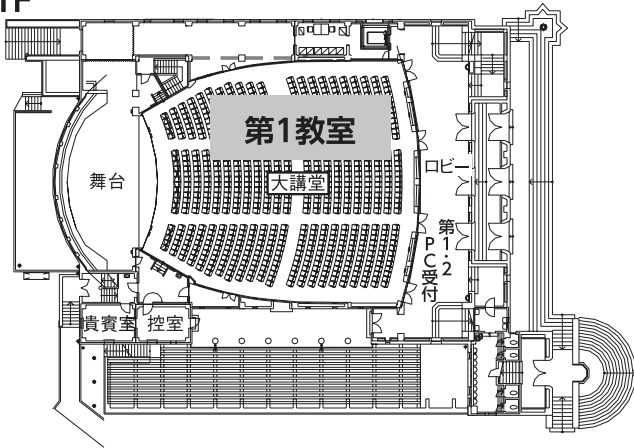 1F
第1教室
大講堂
舞台
ロビー
第1・2
PC受付
貴賓室
控室